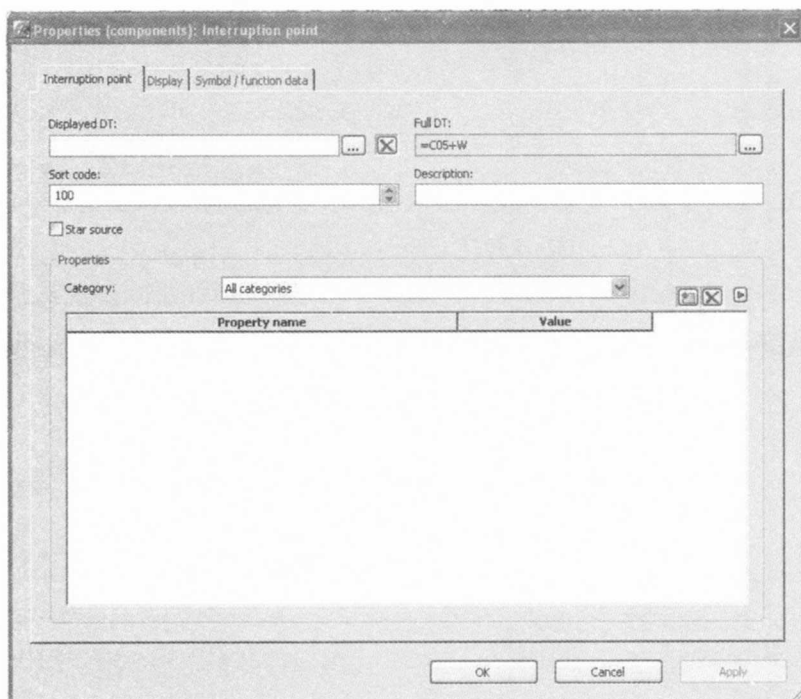 Properties (components): Interruption point
Interruption point Display Symbol / function data
Displayed DT: Full DT:
... =C05+W ...
Sort code: Description:
100
Star source
Properties
Category: All categories
Property name Value
OK Cancel Apply